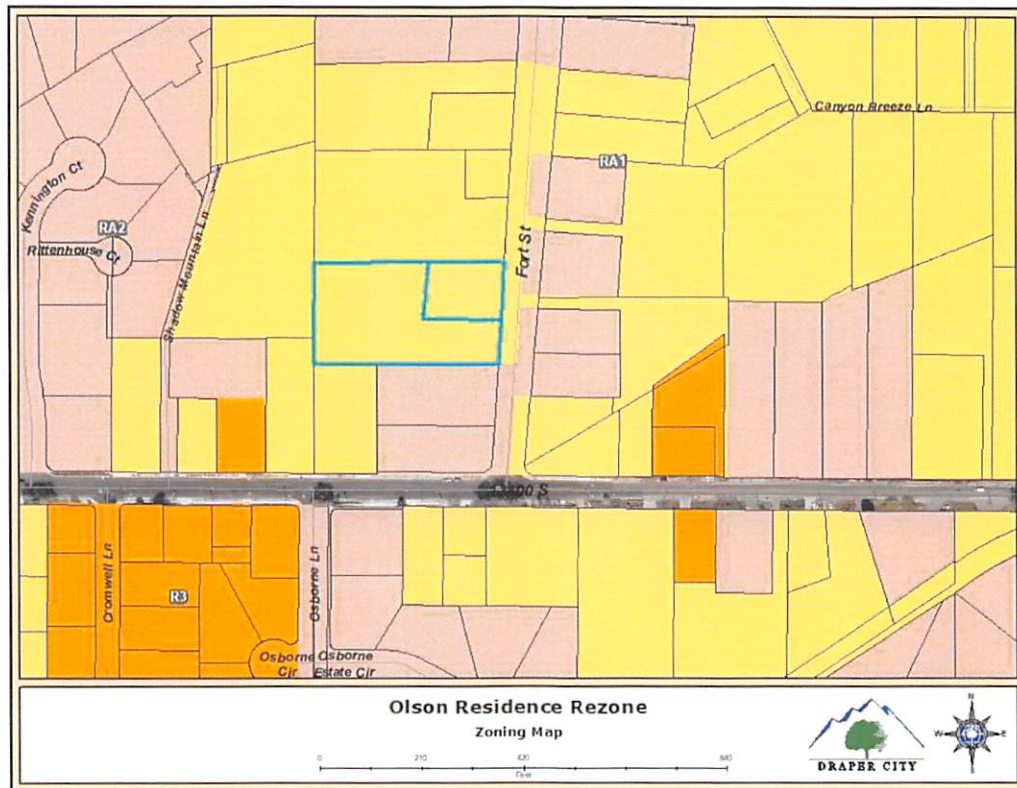 Canyon Breeze Ln
RA1
Kennington Ct
RA2
Rittenhouse Ct
Shadow Mountain Ln
Fort St
Cromwell Ln
R3
Osborne Ln
Osborne
Cir
Osborne
Estate Cir
Olson Residence Rezone
Zoning Map
0
210
420
840
Feet
DRAPER CITY
N
W
E
S